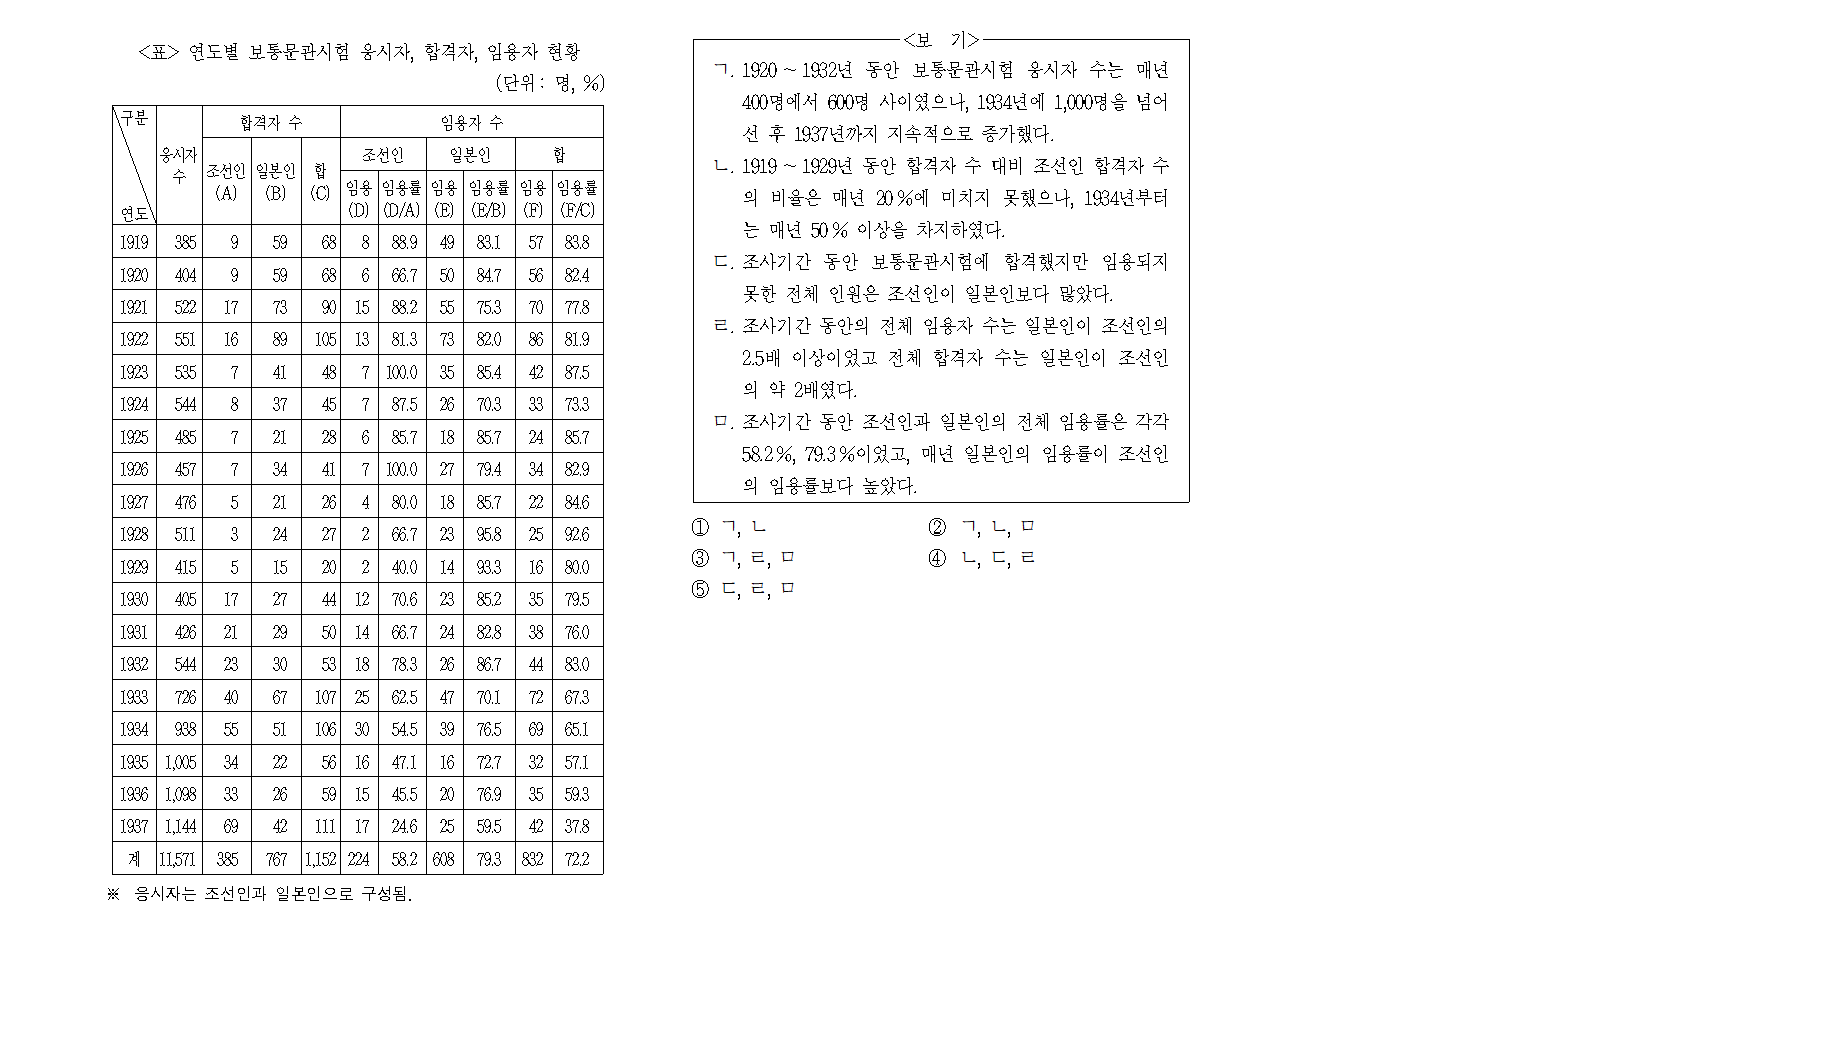 <표> 연도별 보통문관시험 응시자, 합격자, 임용자 현황
(단위 : 명, %)
구분 연도 응시자 수 합격자 수 임용자 수
조선인 (A) 일본인 (B) 합 (C) 조선인 일본인 합
임용 (D) 임용률 (D/A) 임용 (E) 임용률 (E/B) 임용 (F) 임용률 (F/C)
1919 385 9 59 68 8 88.9 49 83.1 57 83.8
1920 404 9 59 68 6 66.7 50 84.7 56 82.4
1921 522 17 73 90 15 88.2 55 75.3 70 77.8
1922 551 16 89 105 13 81.3 73 82.0 86 81.9
1923 535 7 41 48 7 100.0 35 85.4 42 87.5
1924 544 8 37 45 7 87.5 26 70.3 33 73.3
1925 485 7 21 28 6 85.7 18 85.7 24 85.7
1926 457 7 34 41 7 100.0 27 79.4 34 82.9
1927 476 5 21 26 4 80.0 18 85.7 22 84.6
1928 511 3 24 27 2 66.7 23 95.8 25 92.6
1929 415 5 15 20 2 40.0 14 93.3 16 80.0
1930 405 17 27 44 12 70.6 23 85.2 35 79.5
1931 426 21 29 50 14 66.7 24 82.8 38 76.0
1932 544 23 30 53 18 78.3 26 86.7 44 83.0
1933 726 40 67 107 25 62.5 47 70.1 72 67.3
1934 938 55 51 106 30 54.5 39 76.5 69 65.1
1935 1,005 34 22 56 16 47.1 16 72.7 32 57.1
1936 1,098 33 26 59 15 45.5 20 76.9 35 59.3
1937 1,144 69 42 111 17 24.6 25 59.5 42 37.8
계 11,571 385 767 1,152 224 58.2 608 79.3 832 72.2
※ 응시자는 조선인과 일본인으로 구성됨.
<보 기>
ㄱ. 1920 ~ 1932년 동안 보통문관시험 응시자 수는 매년
400명에서 600명 사이였으나, 1934년에 1,000명을 넘어
선 후 1937년까지 지속적으로 증가했다.
ㄴ. 1919 ~ 1929년 동안 합격자 수 대비 조선인 합격자 수
의 비율은 매년 20%에 미치지 못했으나, 1934년부터
는 매년 50% 이상을 차지하였다.
ㄷ. 조사기간 동안 보통문관시험에 합격했지만 임용되지
못한 전체 인원은 조선인이 일본인보다 많았다.
ㄹ. 조사기간 동안의 전체 임용자 수는 일본인이 조선인의
2.5배 이상이었고 전체 합격자 수는 일본인이 조선인
의 약 2배였다.
ㅁ. 조사기간 동안 조선인과 일본인의 전체 임용률은 각각
58.2%, 79.3%이었고, 매년 일본인의 임용률이 조선인
의 임용률보다 높았다.
① ㄱ, ㄴ ② ㄱ, ㄴ, ㅁ
③ ㄱ, ㄹ, ㅁ ④ ㄴ, ㄷ, ㄹ
⑤ ㄷ, ㄹ, ㅁ